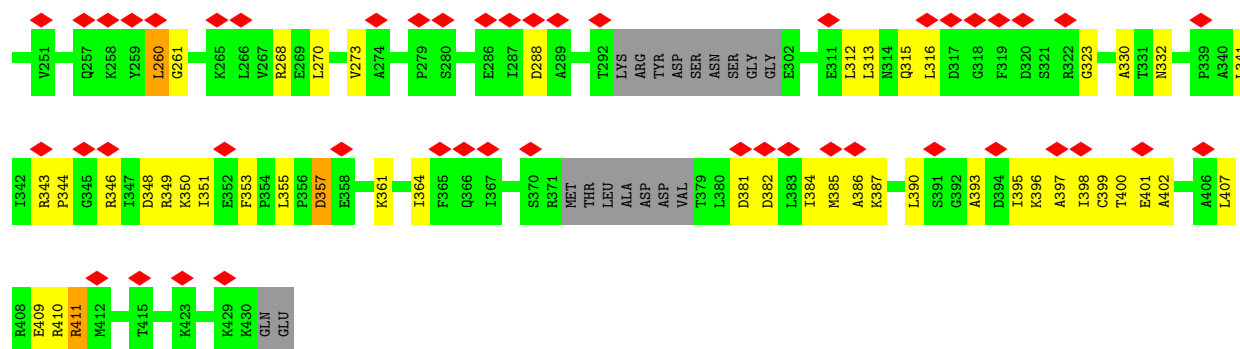 V251 Q257 K258 Y259 L260 G261 K265 L266 V267 R268 E269 L270 V273 A274 P279 S280 E286 I287 D288 A289 T292 LYS ARG TYR ASP SER ASN SER GLY GLY E302 E311 L312 L313 N314 Q315 L316 D317 G318 F319 D320 S321 R322 G323 A330 T331 N332 P339 A340 L341
I342 R343 P344 G345 R346 I347 D348 R349 K350 I351 E352 F353 P354 L355 P356 D357 E358 K361 I364 F365 Q366 I367 S370 R371 MET THR LEU ALA ASP ASP VAL T379 L380 D381 D382 L383 M385 A386 K387 L390 S391 G392 A393 D394 I395 K396 A397 I398 C399 T400 E401 A402 A406 L407
R408 E409 R410 R411 M412 T415 K423 K429 K430 GLN GLU